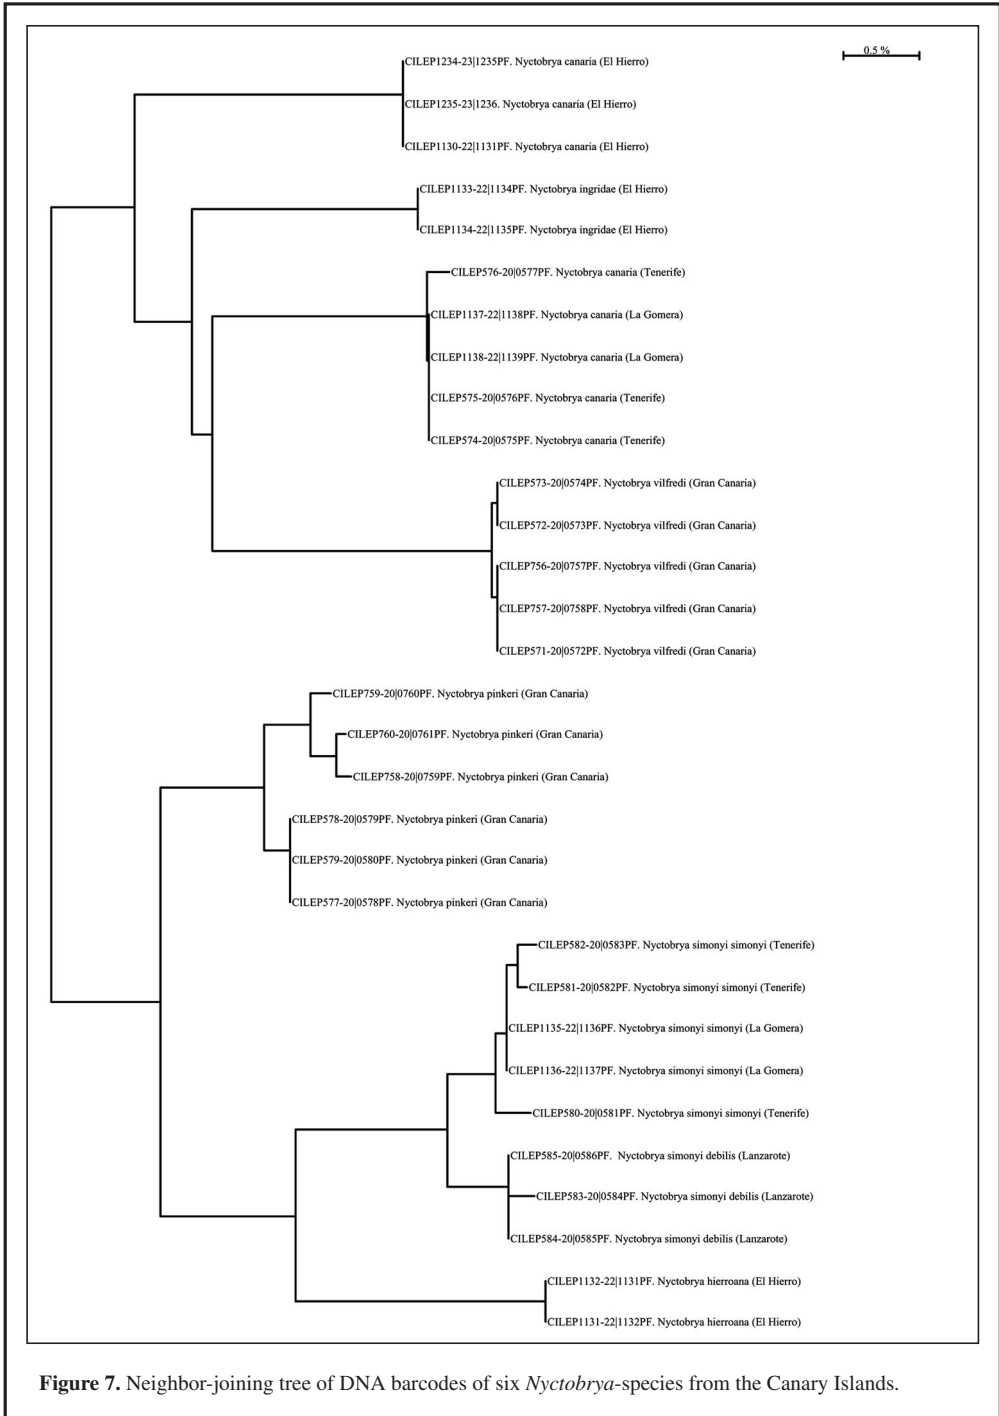 0.5 %
CILEP1234-23|1235PF. Nyctobrya canaria (El Hierro)
CILEP1235-23|1236. Nyctobrya canaria (El Hierro)
CILEP1130-22|1131PF. Nyctobrya canaria (El Hierro)
CILEP1133-22|1134PF. Nyctobrya ingridae (El Hierro)
CILEP1134-22|1135PF. Nyctobrya ingridae (El Hierro)
CILEP576-20|0577PF. Nyctobrya canaria (Tenerife)
CILEP1137-22|1138PF. Nyctobrya canaria (La Gomera)
CILEP1138-22|1139PF. Nyctobrya canaria (La Gomera)
CILEP575-20|0576PF. Nyctobrya canaria (Tenerife)
CILEP574-20|0575PF. Nyctobrya canaria (Tenerife)
CILEP573-20|0574PF. Nyctobrya vilfredi (Gran Canaria)
CILEP572-20|0573PF. Nyctobrya vilfredi (Gran Canaria)
CILEP756-20|0757PF. Nyctobrya vilfredi (Gran Canaria)
CILEP757-20|0758PF. Nyctobrya vilfredi (Gran Canaria)
CILEP571-20|0572PF. Nyctobrya vilfredi (Gran Canaria)
CILEP759-20|0760PF. Nyctobrya pinkeri (Gran Canaria)
CILEP760-20|0761PF. Nyctobrya pinkeri (Gran Canaria)
CILEP758-20|0759PF. Nyctobrya pinkeri (Gran Canaria)
CILEP578-20|0579PF. Nyctobrya pinkeri (Gran Canaria)
CILEP579-20|0580PF. Nyctobrya pinkeri (Gran Canaria)
CILEP577-20|0578PF. Nyctobrya pinkeri (Gran Canaria)
CILEP582-20|0583PF. Nyctobrya simonyi simonyi (Tenerife)
CILEP581-20|0582PF. Nyctobrya simonyi simonyi (Tenerife)
CILEP1135-22|1136PF. Nyctobrya simonyi simonyi (La Gomera)
CILEP1136-22|1137PF. Nyctobrya simonyi simonyi (La Gomera)
CILEP580-20|0581PF. Nyctobrya simonyi simonyi (Tenerife)
CILEP585-20|0586PF. Nyctobrya simonyi debilis (Lanzarote)
CILEP583-20|0584PF. Nyctobrya simonyi debilis (Lanzarote)
CILEP584-20|0585PF. Nyctobrya simonyi debilis (Lanzarote)
CILEP1132-22|1131PF. Nyctobrya hierroana (El Hierro)
CILEP1131-22|1132PF. Nyctobrya hierroana (El Hierro)
Figure 7. Neighbor-joining tree of DNA barcodes of six Nyctobrya-species from the Canary Islands.